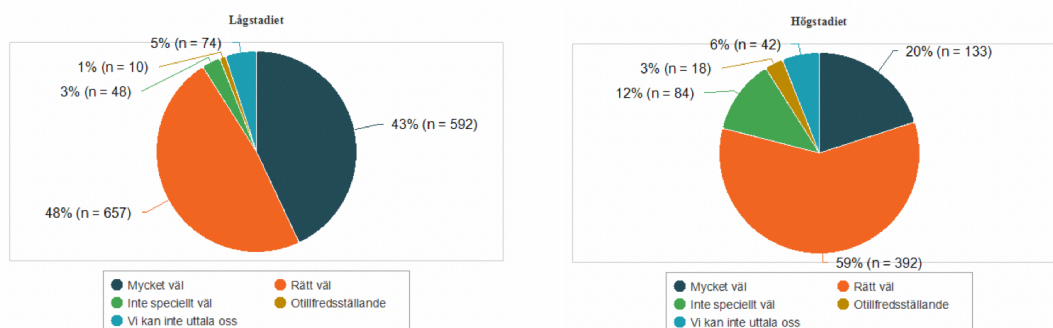 Lågstadiet
5% (n = 74)
1% (n = 10)
3% (n = 48)
43% (n = 592)
48% (n = 657)
Mycket väl
Rätt väl
Inte speciellt väl
Otillfredsställande
Vi kan inte uttala oss
Högstadiet
6% (n = 42)
20% (n = 133)
3% (n = 18)
12% (n = 84)
59% (n = 392)
Mycket väl
Rätt väl
Inte speciellt väl
Otillfredsställande
Vi kan inte uttala oss